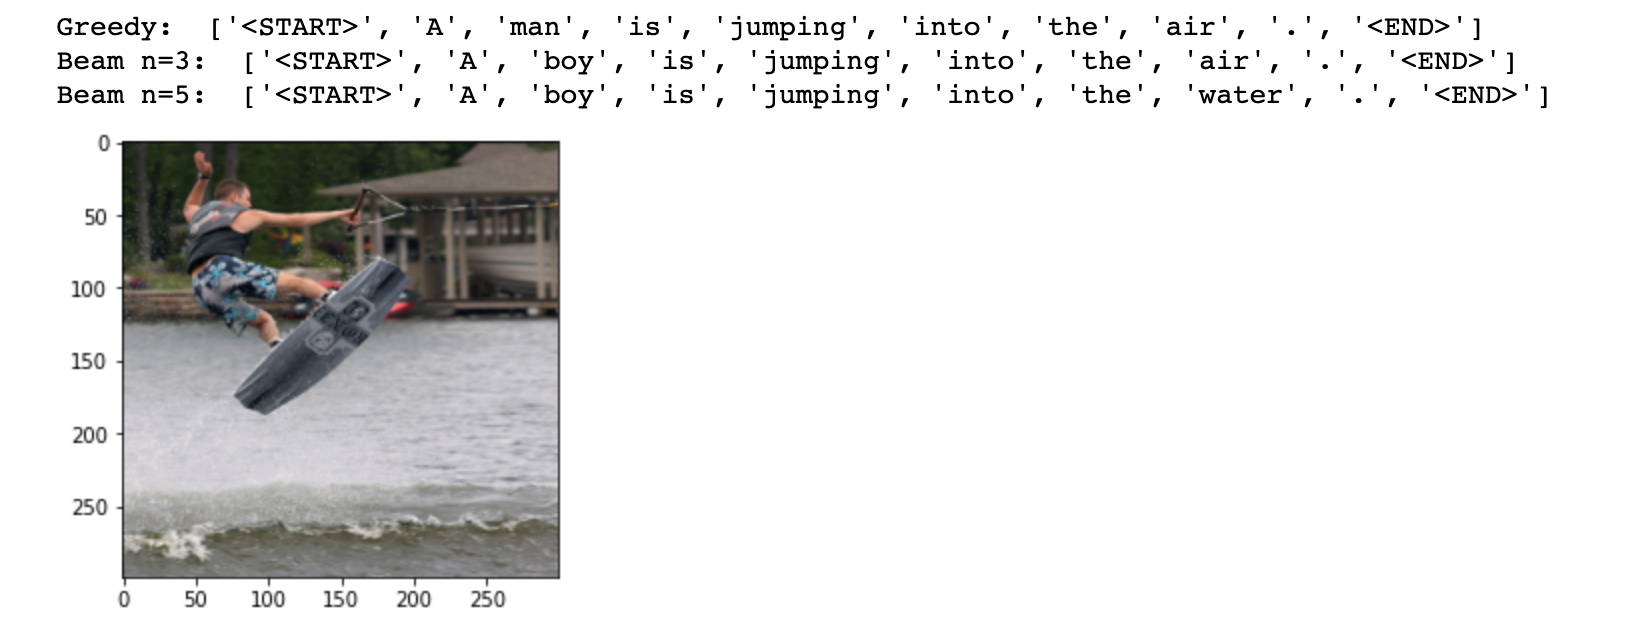 Greedy:  ['<START>', 'A', 'man', 'is', 'jumping', 'into', 'the', 'air', '.', '<END>']
Beam n=3:  ['<START>', 'A', 'boy', 'is', 'jumping', 'into', 'the', 'air', '.', '<END>']
Beam n=5:  ['<START>', 'A', 'boy', 'is', 'jumping', 'into', 'the', 'water', '.', '<END>']
0
50
100
150
200
250
0 50 100 150 200 250